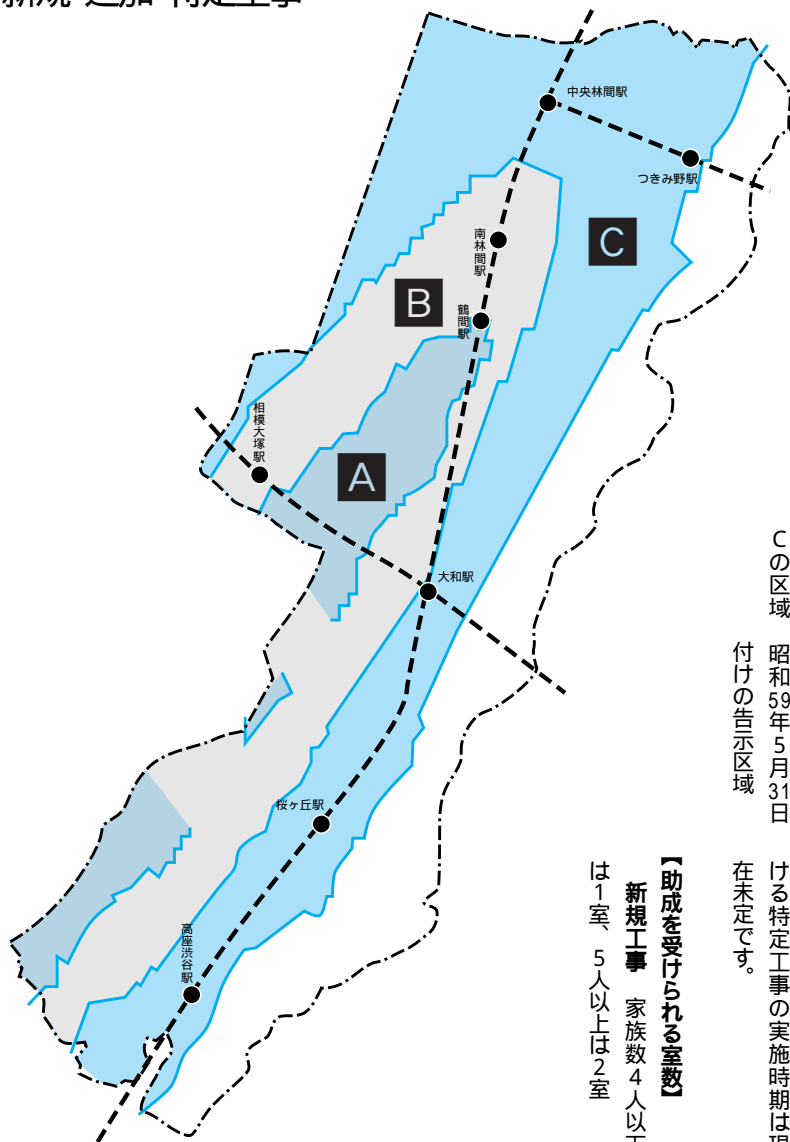 新規・追加・特定工事
中央林間駅
つきみ野駅
南林間駅
C
B
鶴間駅
相模大塚駅
A
大和駅
桜ヶ丘駅
高座渋谷駅
Cの区域　昭和59年5月31日
付けの告示区域
ける特定工事の実施時期は現
在未定です。
【助成を受けられる室数】
新規工事　家族数4人以下
は1室、5人以上は2室